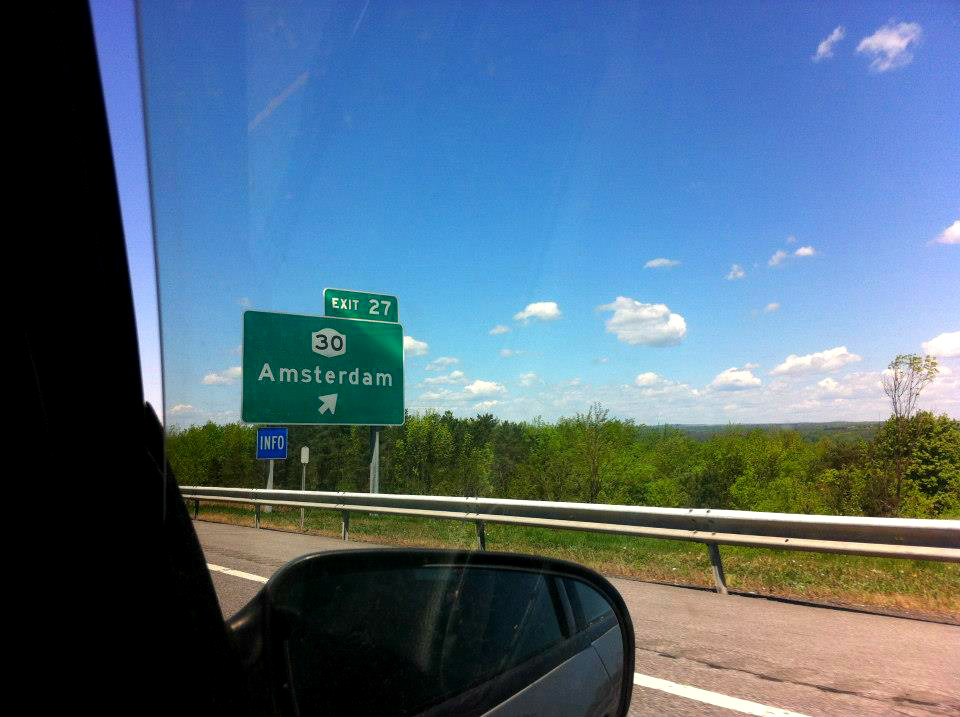 EXIT 27
30
Amsterdam
INFO